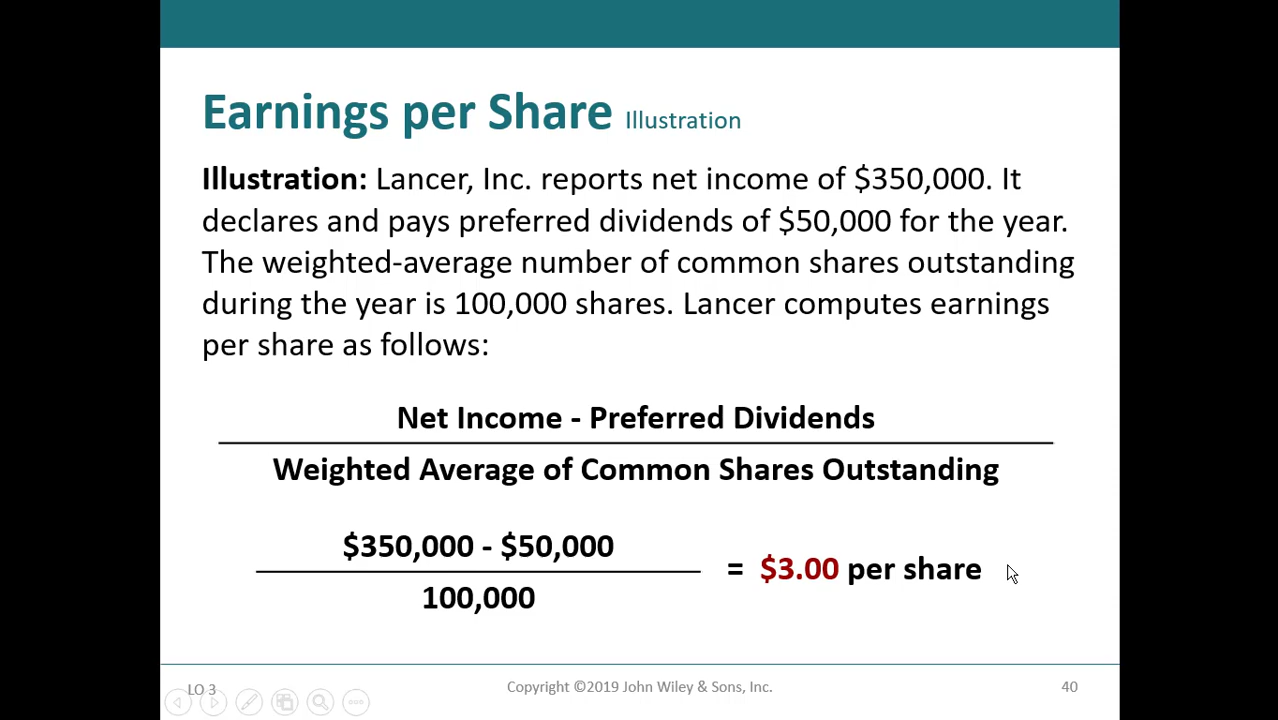 Earnings per Share Illustration
Illustration: Lancer, Inc. reports net income of $350,000. It
declares and pays preferred dividends of $50,000 for the year.
The weighted-average number of common shares outstanding
during the year is 100,000 shares. Lancer computes earnings
per share as follows:
Net Income - Preferred Dividends
Weighted Average of Common Shares Outstanding
$350,000 - $50,000
100,000
= $3.00 per share
LO 3
Copyright ©2019 John Wiley & Sons, Inc.
40